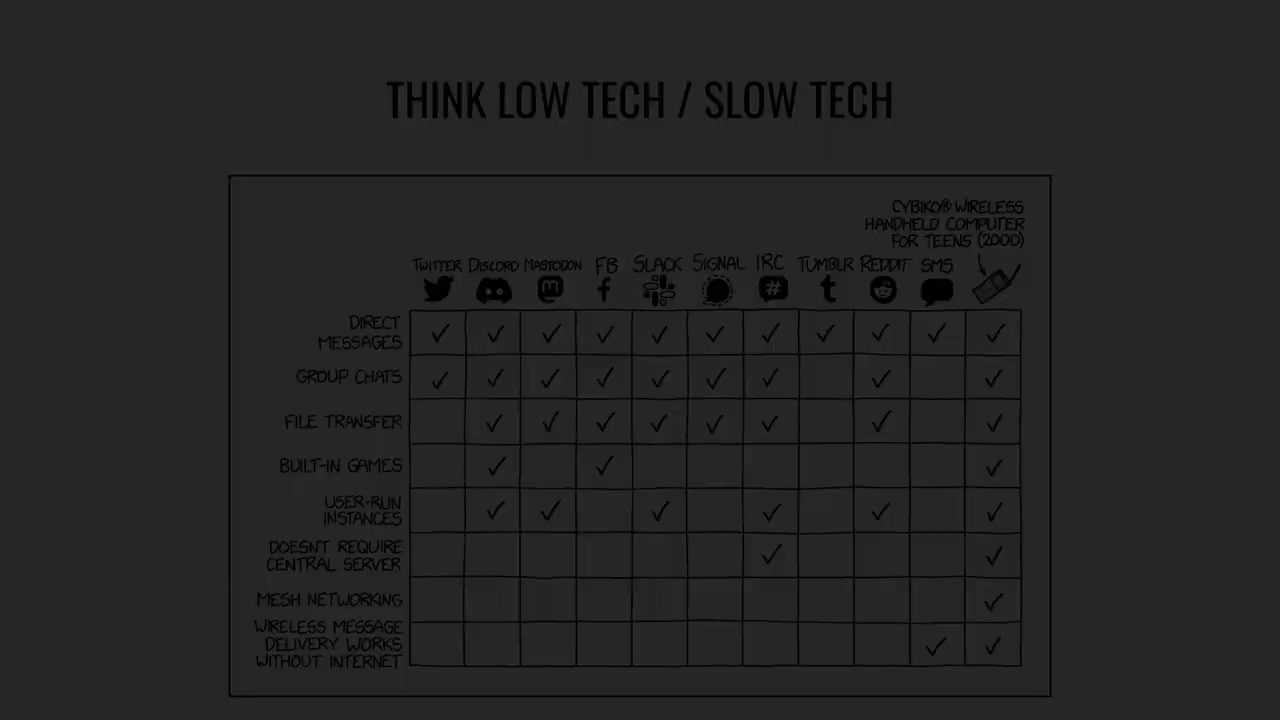 THINK LOW TECH / SLOW TECH
CYBIKO® WIRELESS
HANDHELD COMPUTER
FOR TEENS (2000)
TWITTER DISCORD MASTODON FB SLACK SIGNAL IRC TUMBLR REDDIT SMS
DIRECT
MESSAGES
GROUP CHATS
FILE TRANSFER
BUILT-IN GAMES
USER-RUN
INSTANCES
DOESN'T REQUIRE
CENTRAL SERVER
MESH NETWORKING
WIRELESS MESSAGE
DELIVERY WORKS
WITHOUT INTERNET